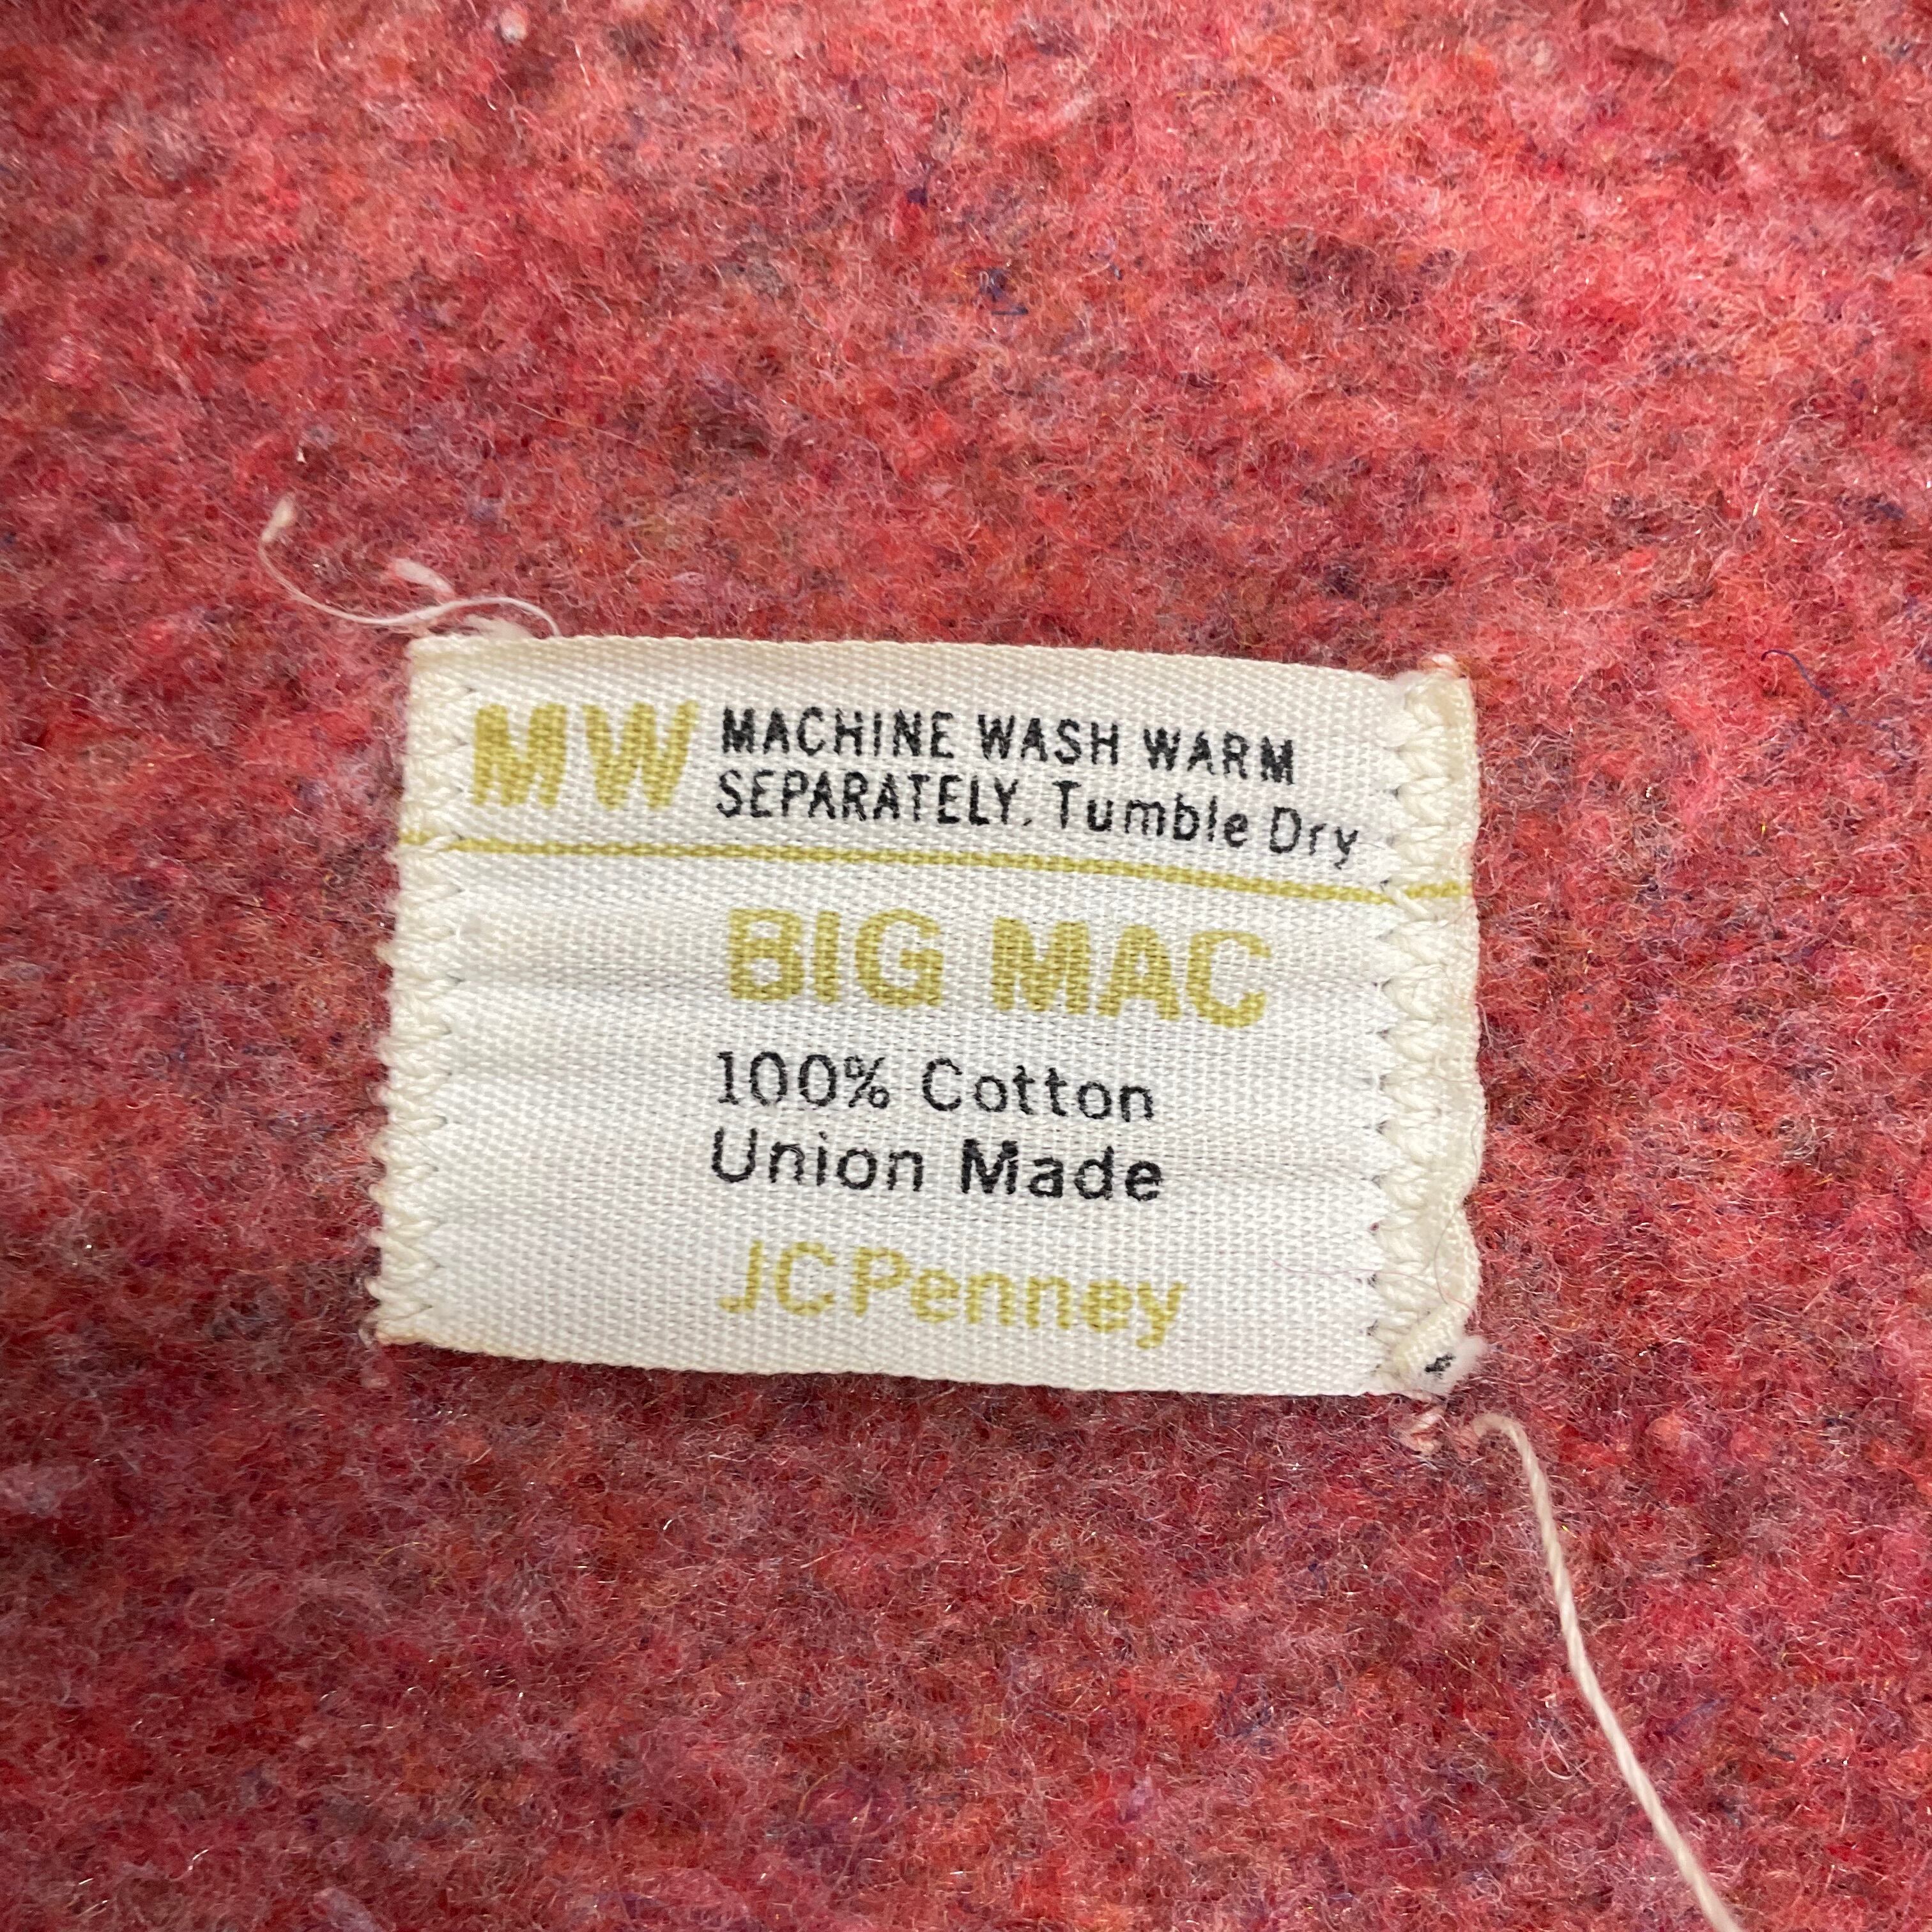 MW MACHINE WASH WARM
SEPARATELY. Tumble Dry
BIG MAC
100% Cotton
Union Made
JCPenney